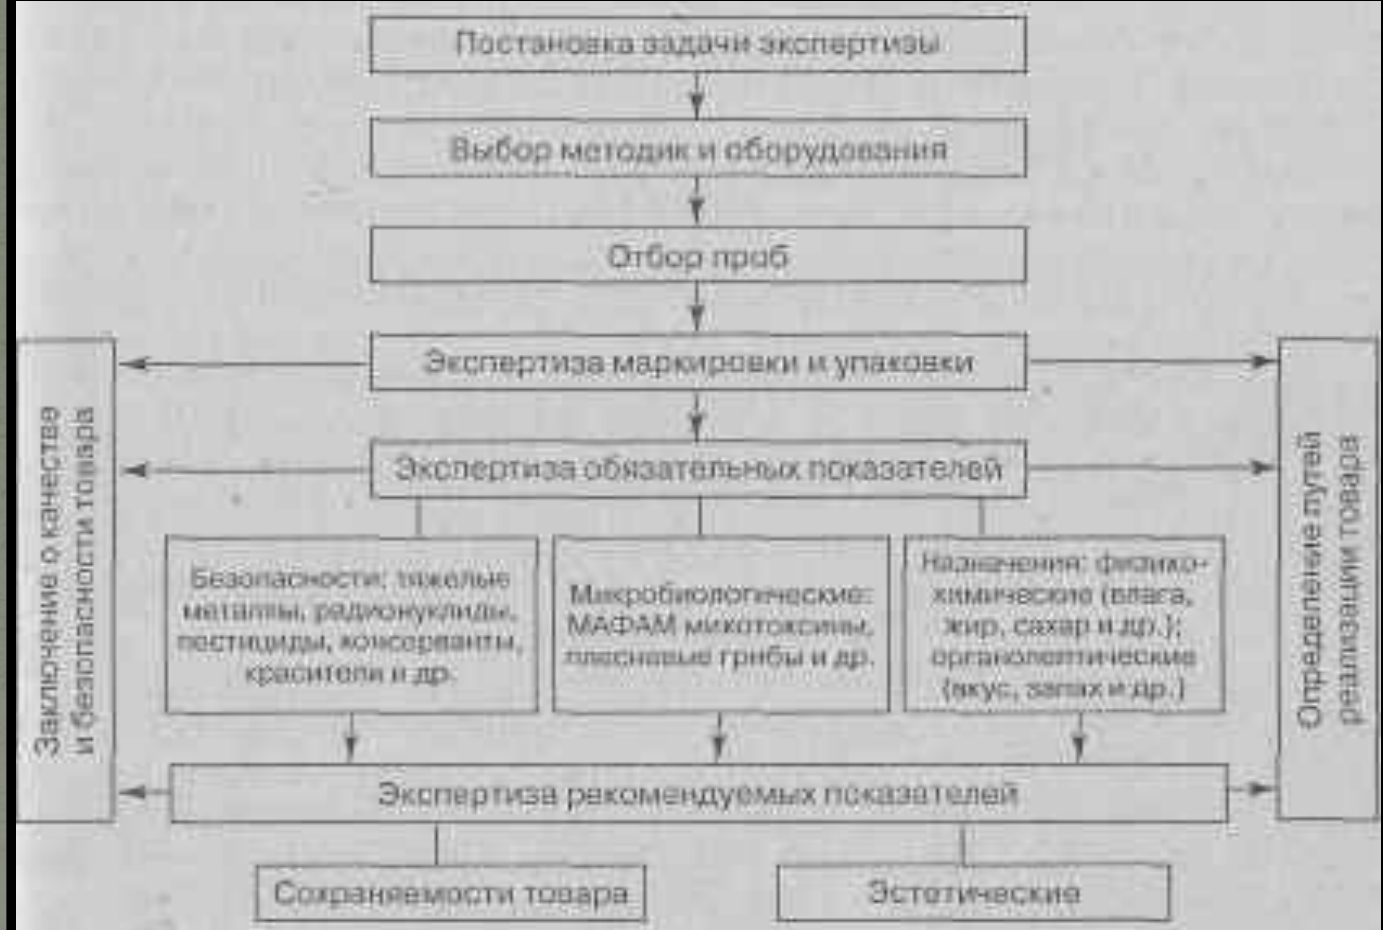 Постановка задачи экспертизы
Выбор методик и оборудования
Отбор проб
Экспертиза маркировки и упаковки
Экспертиза обязательных показателей
Безопасности: тяжелые
металлы, радионуклиды,
пестициды, консерванты,
красители и др.
Микробиологические:
МАФАМ микотоксины,
плесневые грибы и др.
Назначения: физико-
химические (влага,
жир, сахар и др.);
органолептические
(вкус, запах и др.)
Экспертиза рекомендуемых показателей
Сохраняемости товара
Эстетические
Заключение о качестве
и безопасности товара
Определение путей
реализации товара